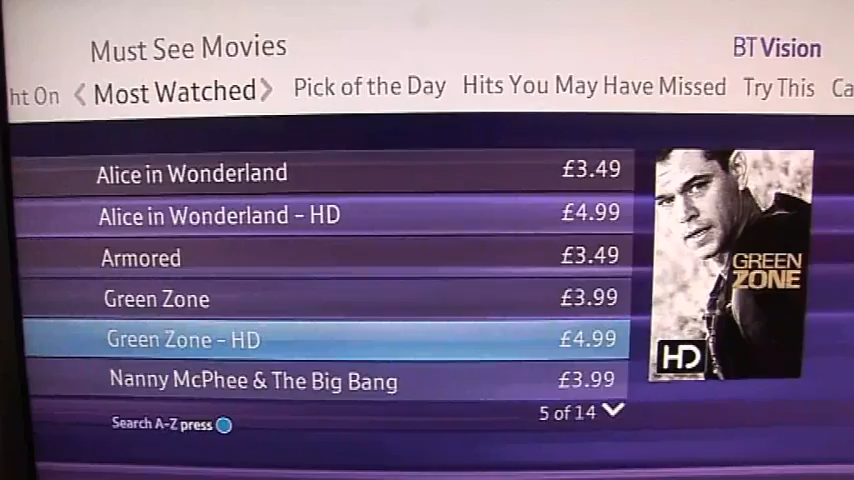 Must See Movies
BT Vision
ht On < Most Watched > Pick of the Day Hits You May Have Missed Try This Ca
Alice in Wonderland £3.49
Alice in Wonderland - HD £4.99
Armored £3.49
Green Zone £3.99
Green Zone - HD £4.99
Nanny McPhee & The Big Bang £3.99
Search A-Z press
5 of 14
GREEN
ZONE
HD